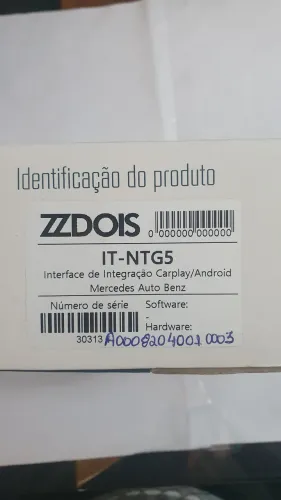 Identificação do produto
ZZDOIS
0 000000 000000
IT-NTG5
Interface de Integração Carplay/Android
Mercedes Auto Benz
Número de série Software:
-
Hardware:
30313 A0008204001 0003